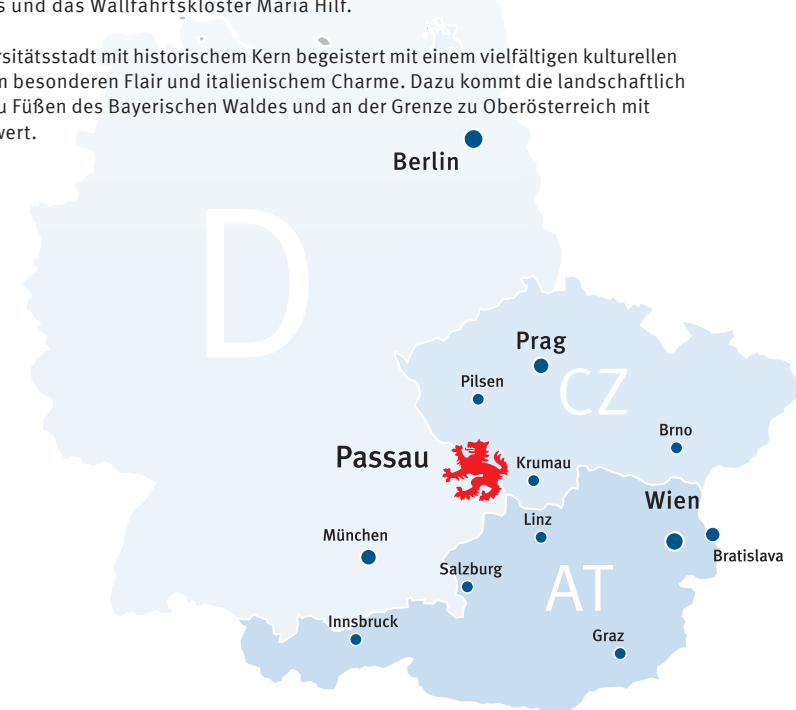 und das Wallfahrtskloster Maria Hilf.
mit historischem Kern begeistert mit einem vielfältigen kulturellen
besonderen Flair und italienischem Charme. Dazu kommt die landschaftlich
Füßen des Bayerischen Waldes und an der Grenze zu Oberösterreich mit
Berlin
D
Prag
Pilsen
CZ
Brno
Passau
Krumau
Wien
Linz
München
Bratislava
Salzburg
AT
Innsbruck
Graz